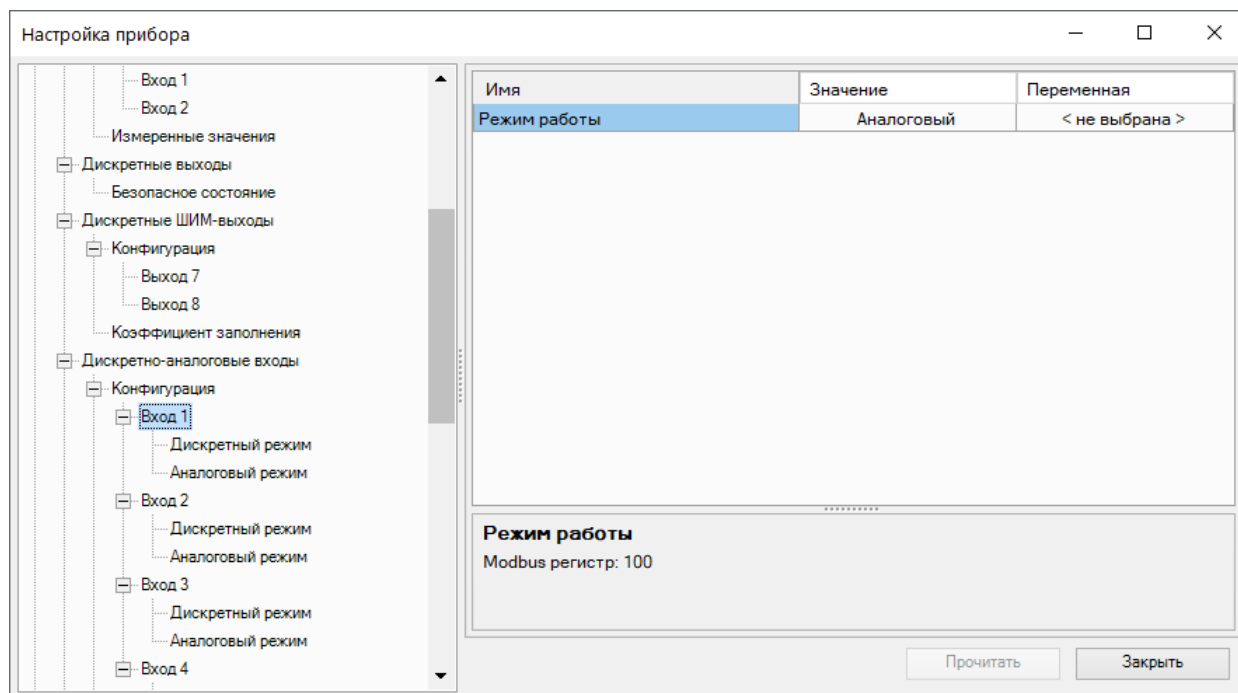 Настройка прибора
Вход 1
Вход 2
Измеренные значения
Дискретные выходы
Безопасное состояние
Дискретные ШИМ-выходы
Конфигурация
Выход 7
Выход 8
Коэффициент заполнения
Дискретно-аналоговые входы
Конфигурация
Вход 1
Дискретный режим
Аналоговый режим
Вход 2
Дискретный режим
Аналоговый режим
Вход 3
Дискретный режим
Аналоговый режим
Вход 4
Имя Значение Переменная
Режим работы Аналоговый < не выбрана >
Режим работы
Modbus регистр: 100
Прочитать Закрыть